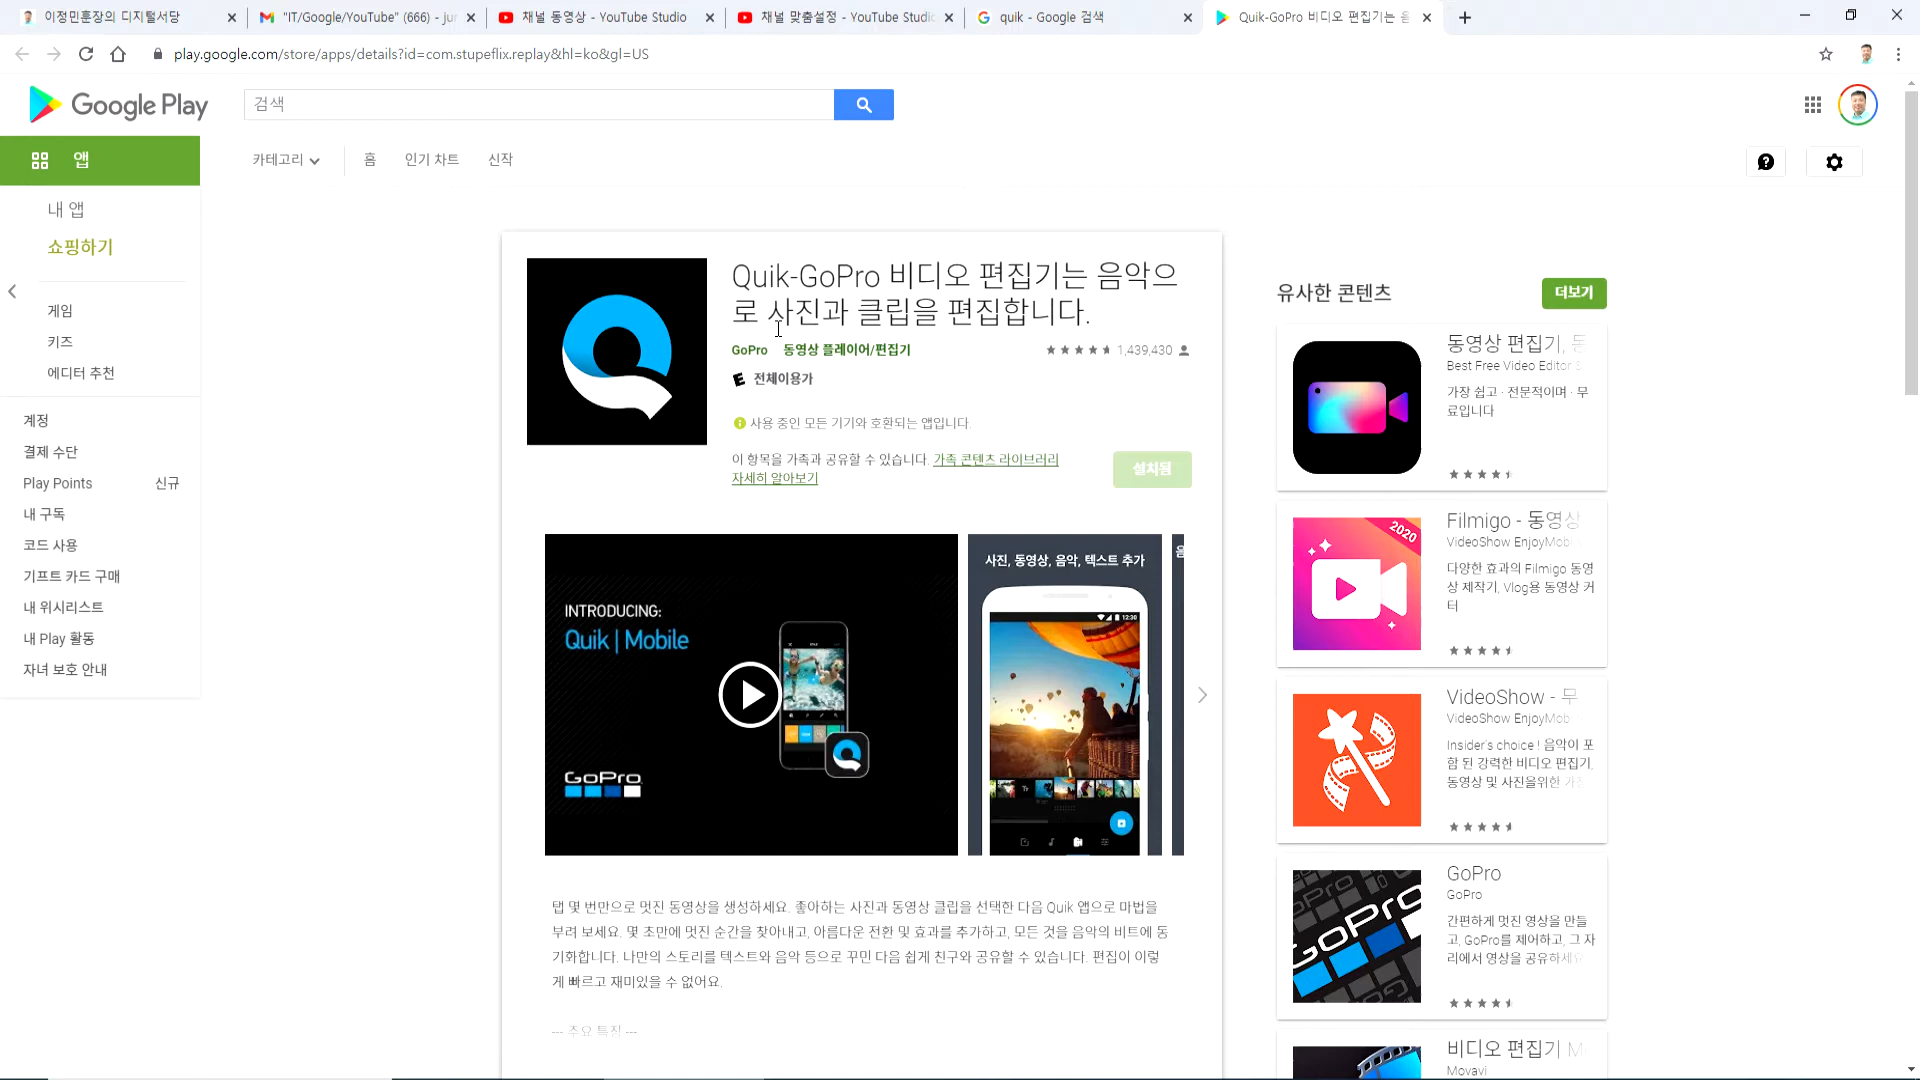 이정민훈장의 디지털서당
"IT/Google/YouTube" (666) - jun
채널 동영상 - YouTube Studio
채널 맞춤설정 - YouTube Studio
quik - Google 검색
Quik-GoPro 비디오 편집기는 음
play.google.com/store/apps/details?id=com.stupeflix.replay&hl=ko&gl=US
Google Play
검색
앱
카테고리
홈
인기 차트
신작
내 앱
쇼핑하기
게임
키즈
에디터 추천
계정
결제 수단
Play Points 신규
내 구독
코드 사용
기프트 카드 구매
내 위시리스트
내 Play 활동
자녀 보호 안내
Quik-GoPro 비디오 편집기는 음악으
로 사진과 클립을 편집합니다.
GoPro 동영상 플레이어/편집기
1,439,430
E 전체이용가
사용 중인 모든 기기와 호환되는 앱입니다.
이 항목을 가족과 공유할 수 있습니다. 가족 콘텐츠 라이브러리
자세히 알아보기
설치됨
INTRODUCING:
Quik | Mobile
GoPro
사진, 동영상, 음악, 텍스트 추가
12:30
음
탭 몇 번만으로 멋진 동영상을 생성하세요. 좋아하는 사진과 동영상 클립을 선택한 다음 Quik 앱으로 마법을
부려 보세요. 몇 초만에 멋진 순간을 찾아내고, 아름다운 전환 및 효과를 추가하고, 모든 것을 음악의 비트에 동
기화합니다. 나만의 스토리를 텍스트와 음악 등으로 꾸민 다음 쉽게 친구와 공유할 수 있습니다. 편집이 이렇
게 빠르고 재미있을 수 없어요.
--- 주요 특징 ---
유사한 콘텐츠
더보기
동영상 편집기, 동
Best Free Video Editor &
가장 쉽고 · 전문적이며 · 무
료입니다
2020
Filmigo - 동영상
VideoShow EnjoyMob
다양한 효과의 Filmigo 동영
상 제작기, Vlog용 동영상 커
터
VideoShow - 무
VideoShow EnjoyMob
Insider's choice ! 음악이 포
함 된 강력한 비디오 편집기,
동영상 및 사진을위한 가장
GoPro
GoPro
GoPro
간편하게 멋진 영상을 만들
고, GoPro를 제어하고, 그 자
리에서 영상을 공유하세요
비디오 편집기 M
Movavi